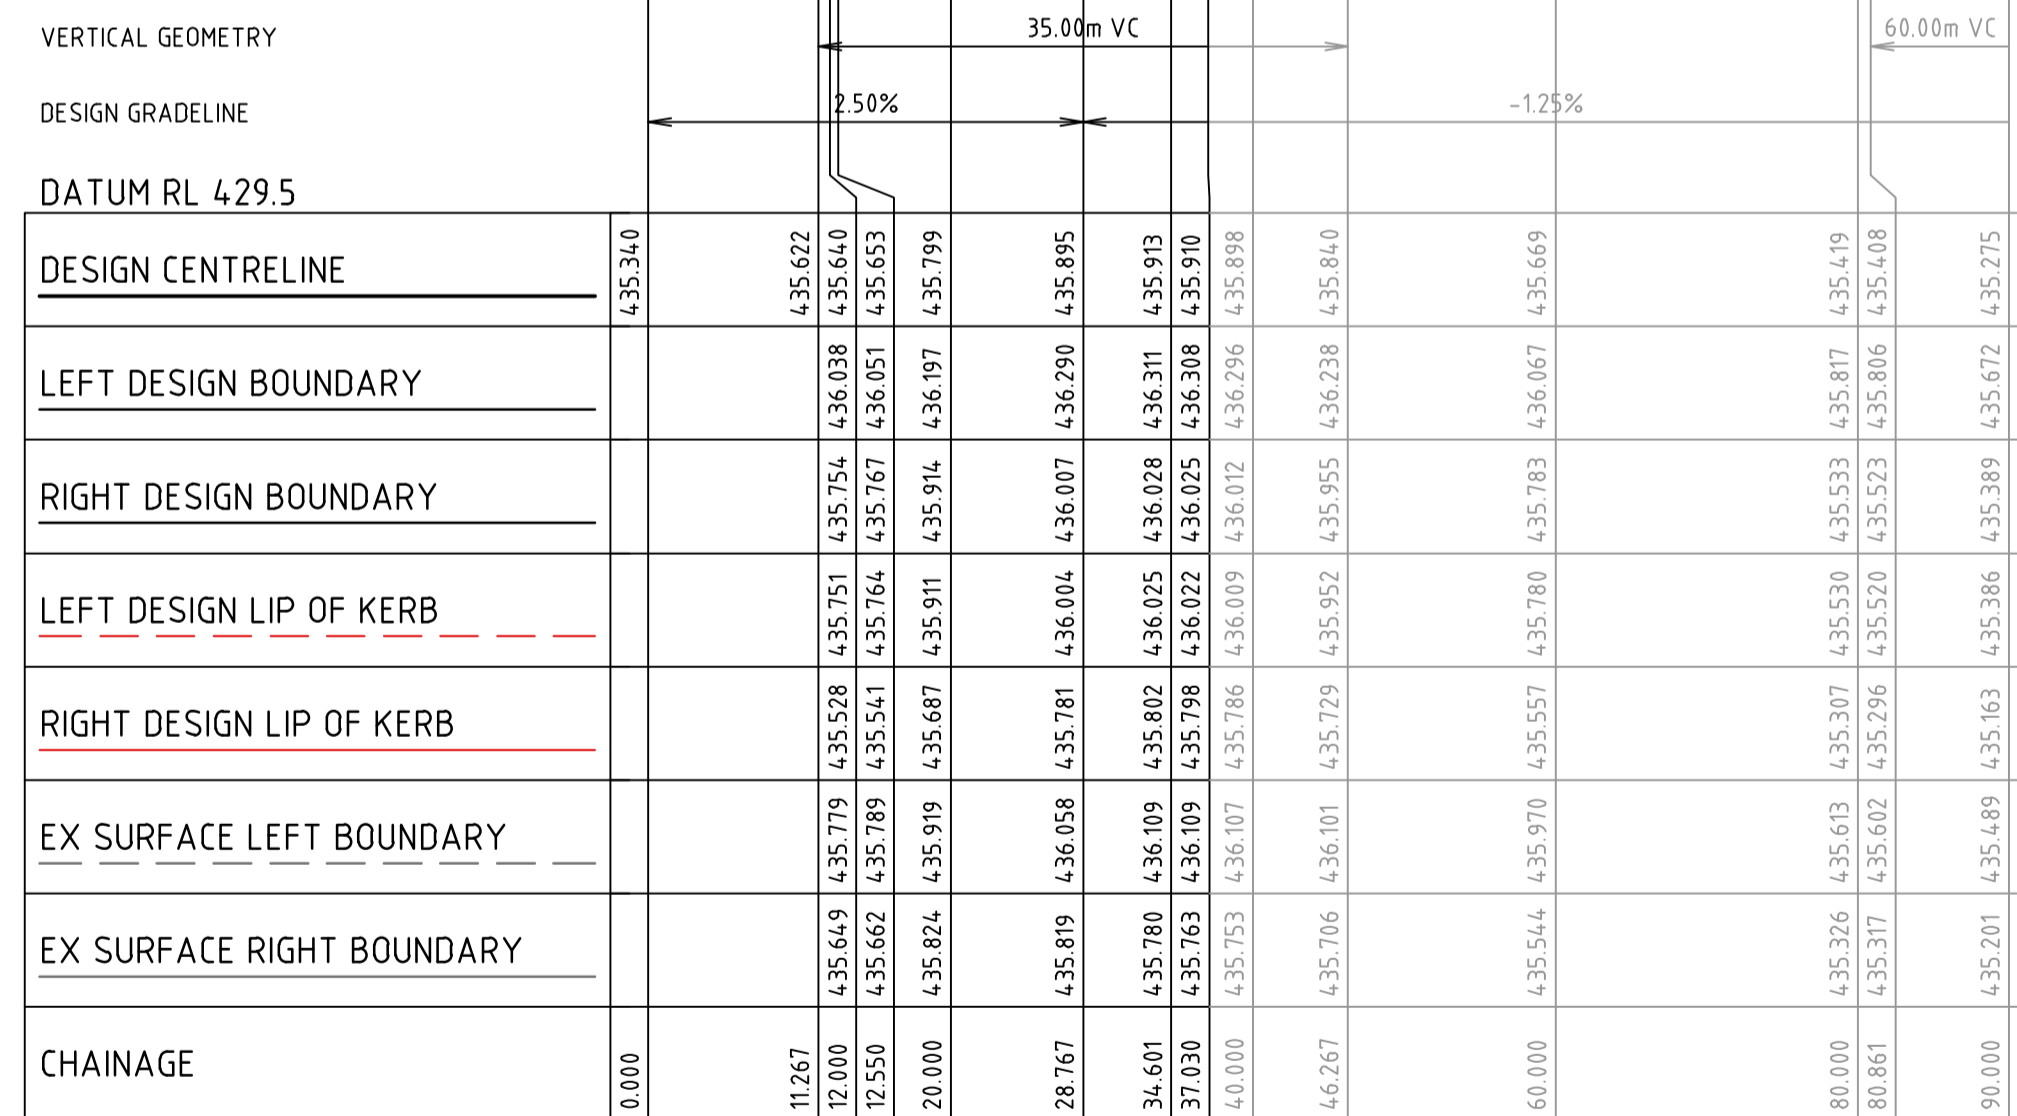 VERTICAL GEOMETRY 35.00m VC 60.00m VC
DESIGN GRADELINE 2.50% -1.25%
DATUM RL 429.5
DESIGN CENTRELINE 435.340 435.622 435.640 435.653 435.799 435.895 435.913 435.910 435.898 435.840 435.669 435.419 435.408 435.275
LEFT DESIGN BOUNDARY 436.038 436.051 436.197 436.290 436.311 436.308 436.296 436.238 436.067 435.817 435.806 435.672
RIGHT DESIGN BOUNDARY 435.754 435.767 435.914 436.007 436.028 436.025 436.012 435.955 435.783 435.533 435.523 435.389
LEFT DESIGN LIP OF KERB 435.751 435.764 435.911 436.004 436.025 436.022 436.009 435.952 435.780 435.530 435.520 435.386
RIGHT DESIGN LIP OF KERB 435.528 435.541 435.687 435.781 435.802 435.798 435.786 435.729 435.557 435.307 435.296 435.163
EX SURFACE LEFT BOUNDARY 435.779 435.789 435.919 436.058 436.109 436.109 436.107 436.101 435.970 435.613 435.602 435.489
EX SURFACE RIGHT BOUNDARY 435.649 435.662 435.824 435.819 435.780 435.763 435.753 435.706 435.544 435.326 435.317 435.201
CHAINAGE 0.000 11.267 12.000 12.550 20.000 28.767 34.601 37.030 40.000 46.267 60.000 80.000 80.861 90.000